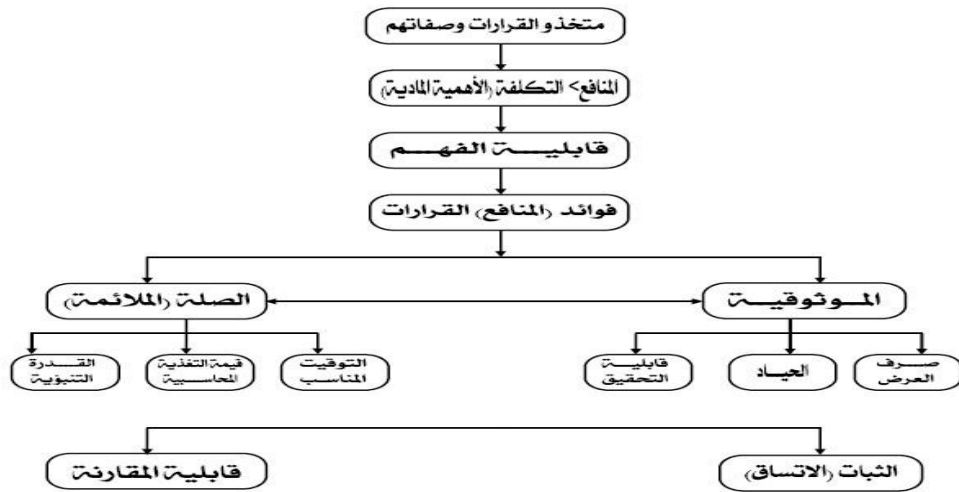 متخذو القرارات وصفاتهم
المنافع> التكلفة (الأهمية المادية)
قابلية الفهم
فوائد (المنافع) القرارات
الموثوقية
الصلة (الملائمة)
صرف
العرض
الحياد
قابلية
التحقيق
التوقيت
المناسب
قيمة التغذية
المحاسبية
القدرة
التنبؤية
الثبات (الاتساق)
قابلية المقارنة